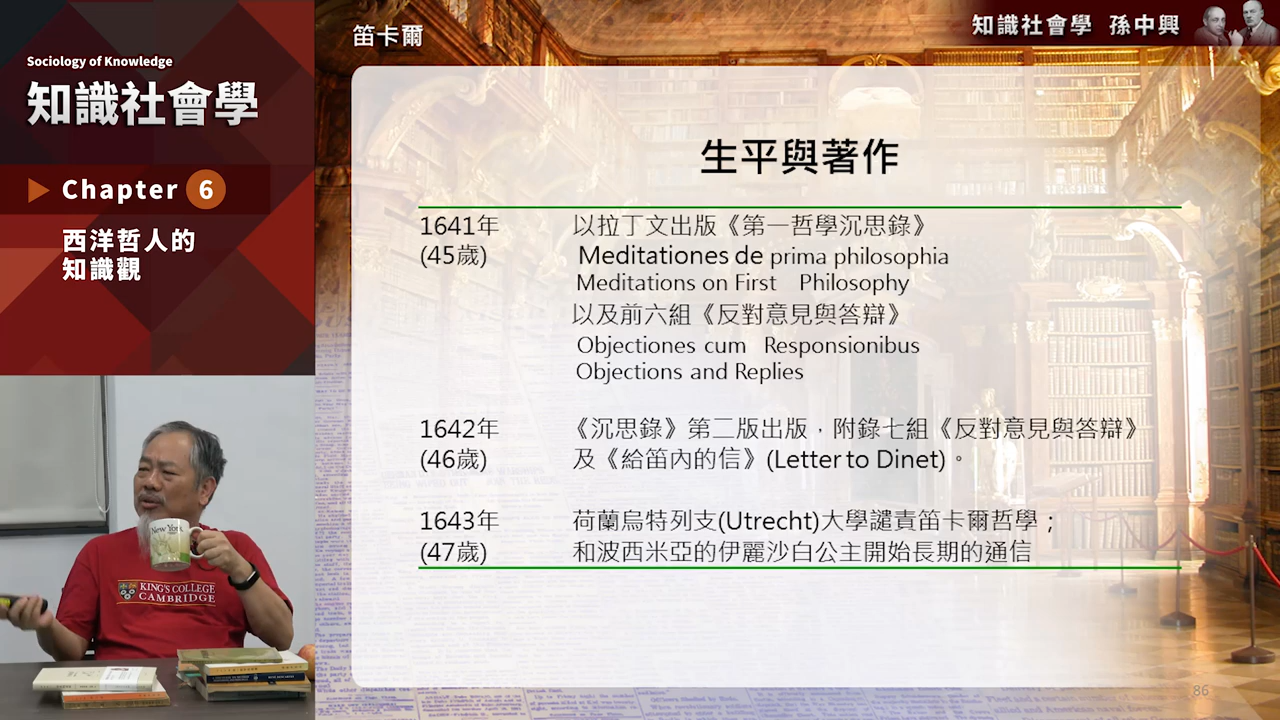 Sociology of Knowledge
知識社會學
Chapter 6
西洋哲人的
知識觀
笛卡爾
知識社會學 孫中興
生平與著作
1641年 以拉丁文出版《第一哲學沉思錄》
(45歲) Meditationes de prima philosophia
Meditations on First Philosophy
以及前六組《反對意見與答辯》
Objectiones cum Responsionibus
Objections and Replies
1642年 《沉思錄》第二版出版,附錄七組《反對意見與答辯》
(46歲) 及《給笛內的信》(Letter to Dinet)。
1643年 荷蘭烏特列支(Utrecht)大學譴責笛卡爾哲學;
(47歲) 和波西米亞的伊麗沙白公主開始長期的通信
86
New York
KING'S COLLEGE
CAMBRIDGE